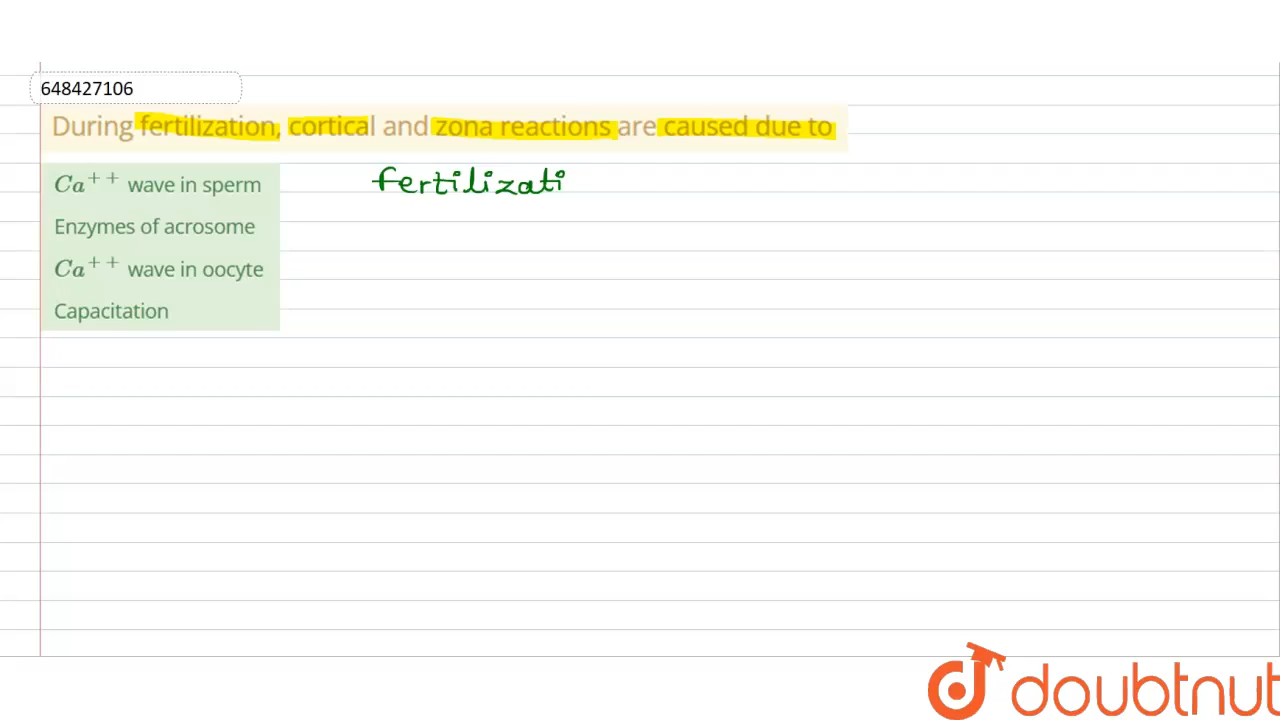 648427106
During fertilization, cortical and zona reactions are caused due to
Ca++ wave in sperm
fertilizati
Enzymes of acrosome
Ca++ wave in oocyte
Capacitation
doubtnut